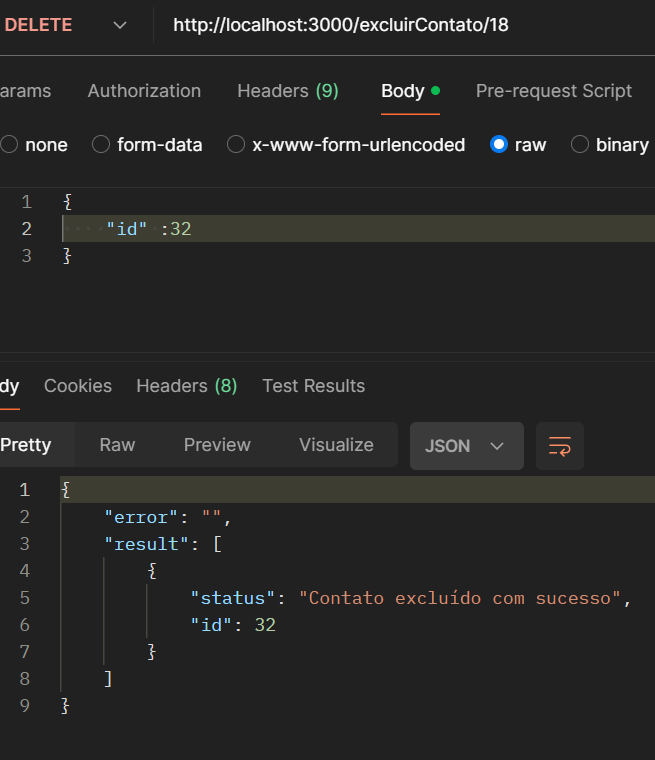 DELETE http://localhost:3000/excluirContato/18
arams Authorization Headers (9) Body Pre-request Script
none form-data x-www-form-urlencoded raw binary
1 {
2 "id" :32
3 }
dy Cookies Headers (8) Test Results
Pretty Raw Preview Visualize JSON
1 {
2 "error": "",
3 "result": [
4 {
5 "status": "Contato excluído com sucesso",
6 "id": 32
7 }
8 ]
9 }